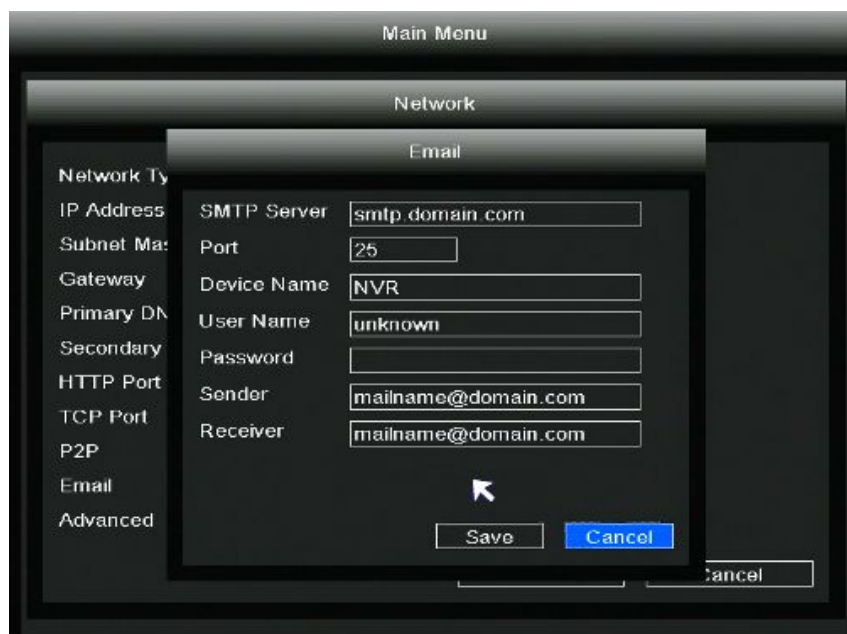 Main Menu
Network
Email
Network Ty
IP Address
Subnet Mas
Gateway
Primary DN
Secondary
HTTP Port
TCP Port
P2P
Email
Advanced
SMTP Server smtp.domain.com
Port 25
Device Name NVR
User Name unknown
Password
Sender mailname@domain.com
Receiver mailname@domain.com
Save Cancel
Cancel